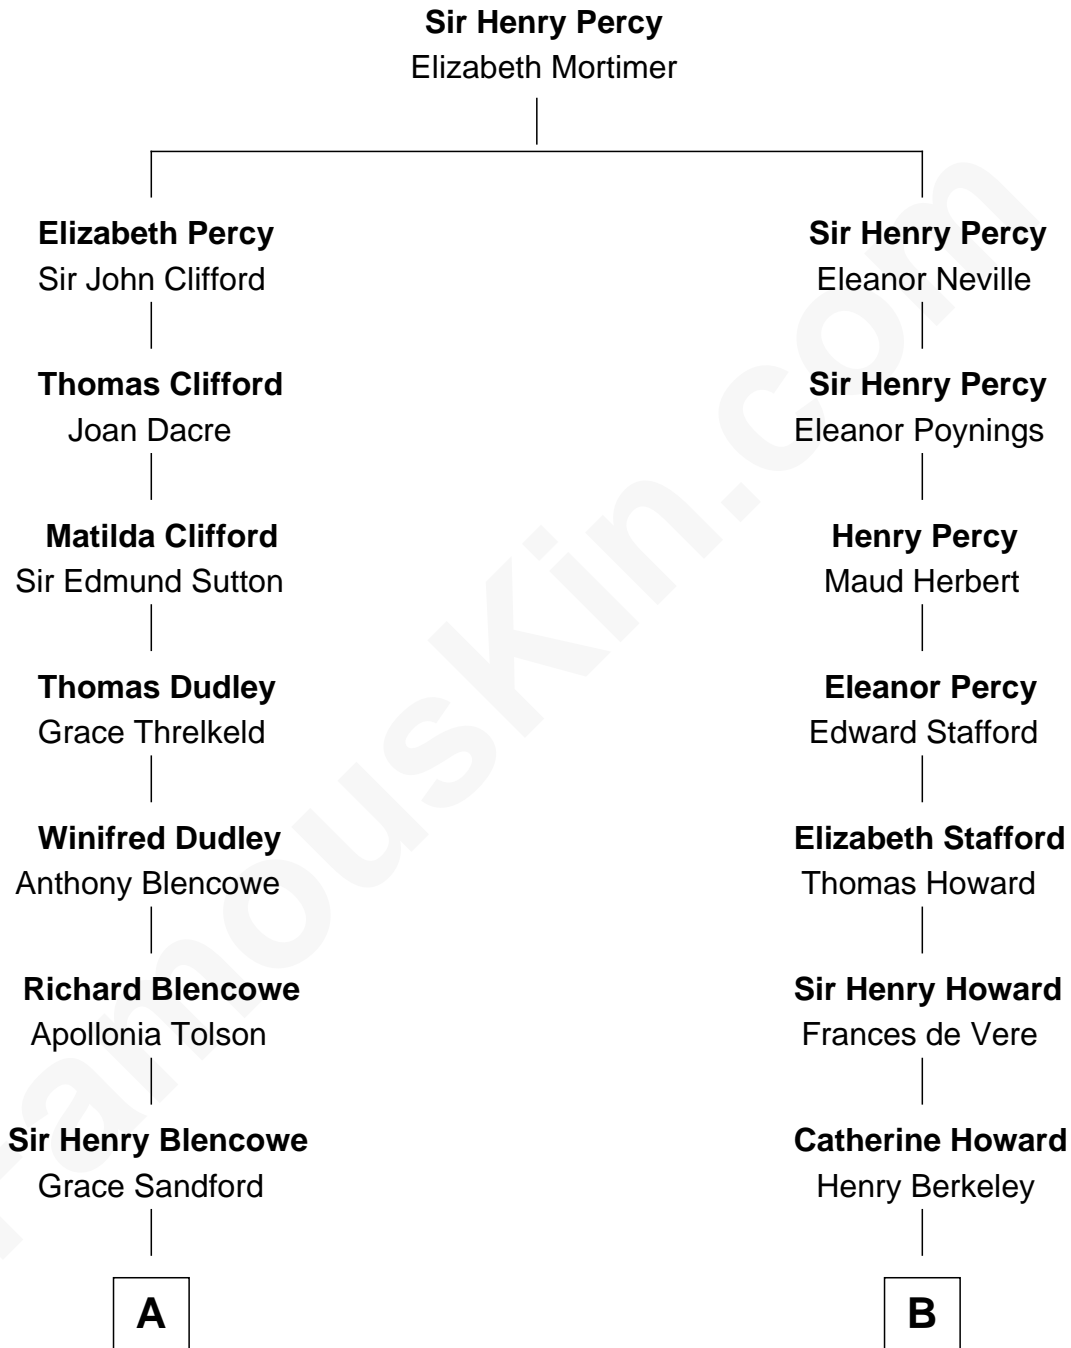 Sir Henry Percy
Elizabeth Mortimer
Elizabeth Percy
Sir John Clifford
Sir Henry Percy
Eleanor Neville
Thomas Clifford
Joan Dacre
Sir Henry Percy
Eleanor Poynings
Matilda Clifford
Sir Edmund Sutton
Henry Percy
Maud Herbert
Thomas Dudley
Grace Threlkeld
Eleanor Percy
Edward Stafford
Winifred Dudley
Anthony Blencowe
Elizabeth Stafford
Thomas Howard
Richard Blencowe
Apollonia Tolson
Sir Henry Howard
Frances de Vere
Sir Henry Blencowe
Grace Sandford
Catherine Howard
Henry Berkeley
A
B
FamousKin.com